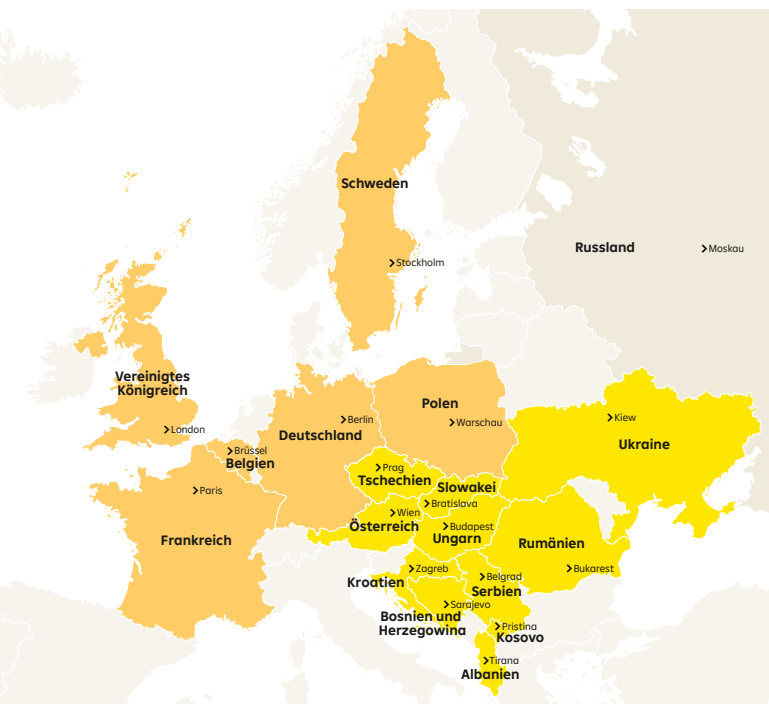 Schweden
Stockholm
Russland
Moskau
Vereinigtes
Königreich
London
Polen
Warschau
Berlin
Deutschland
Kiew
Ukraine
Brüssel
Belgien
Prag
Tschechien
Slowakei
Bratislava
Paris
Frankreich
Wien
Österreich
Budapest
Ungarn
Rumänien
Bukarest
Zagreb
Kroatien
Belgrad
Serbien
Sarajevo
Bosnien und
Herzegowina
Pristina
Kosovo
Tirana
Albanien